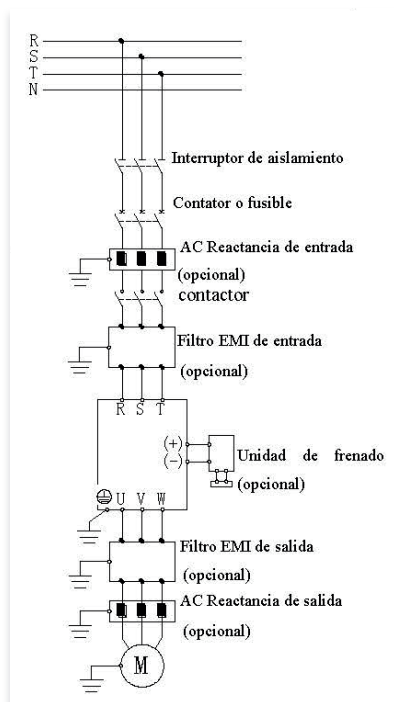 R
S
T
N
Interruptor de aislamiento
Contator o fusible
AC Reactancia de entrada
(opcional)
contactor
Filtro EMI de entrada
(opcional)
R S T
(+)
(-)
Unidad de frenado
(opcional)
U V W
Filtro EMI de salida
(opcional)
AC Reactancia de salida
(opcional)
M